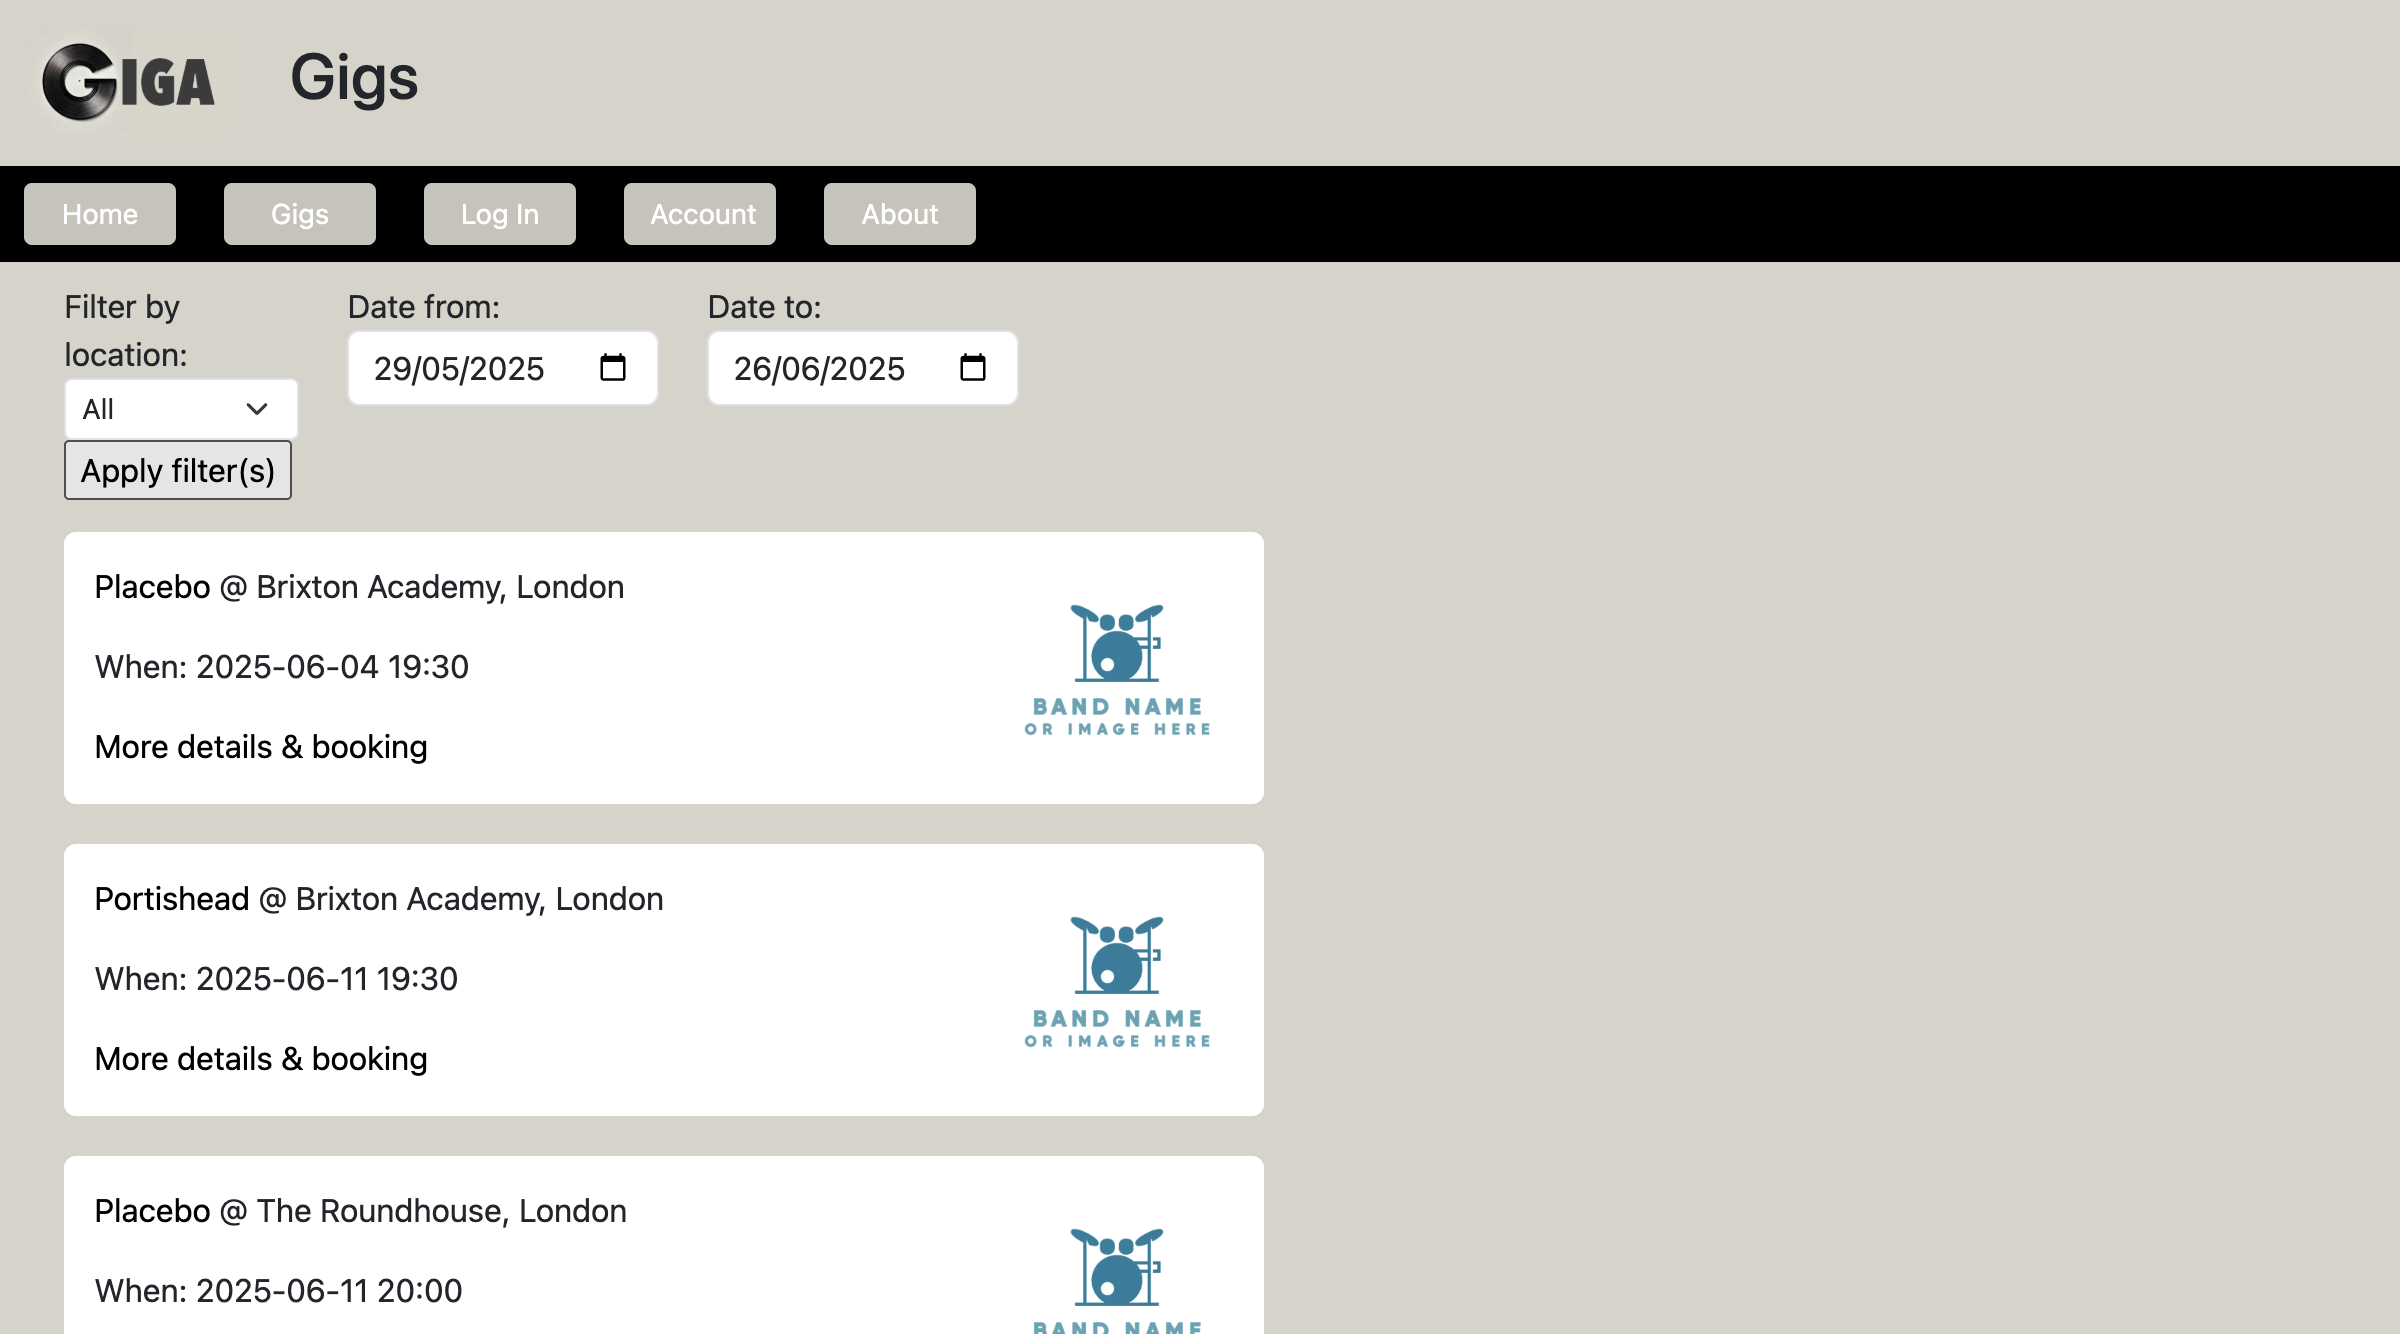 GIGA
Gigs
Home
Gigs
Log In
Account
About
Filter by
location:
All
Date from:
29/05/2025
Date to:
26/06/2025
Apply filter(s)
Placebo @ Brixton Academy, London
When: 2025-06-04 19:30
More details & booking
BAND NAME
OR IMAGE HERE
Portishead @ Brixton Academy, London
When: 2025-06-11 19:30
More details & booking
BAND NAME
OR IMAGE HERE
Placebo @ The Roundhouse, London
When: 2025-06-11 20:00
BAND NAME